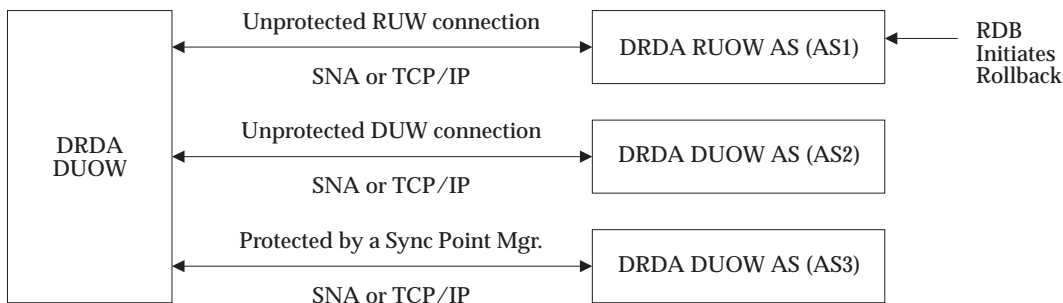 Unprotected RUW connection
SNA or TCP/IP
DRDA RUOW AS (AS1)
RDB
Initiates
Rollback
DRDA
DUOW
Unprotected DUW connection
SNA or TCP/IP
DRDA DUOW AS (AS2)
Protected by a Sync Point Mgr.
SNA or TCP/IP
DRDA DUOW AS (AS3)